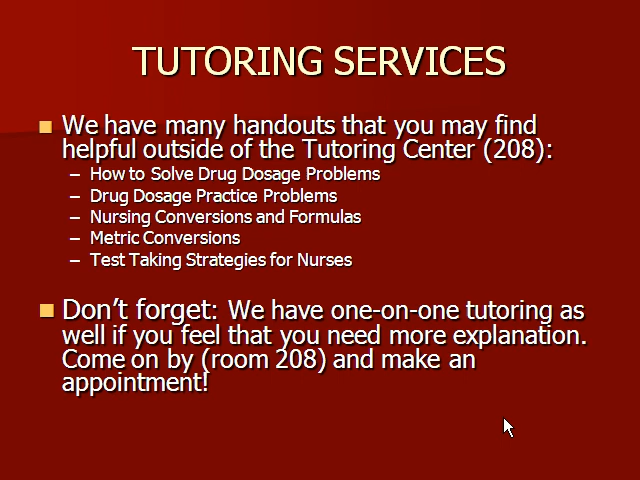 TUTORING SERVICES
We have many handouts that you may find
helpful outside of the Tutoring Center (208):
– How to Solve Drug Dosage Problems
– Drug Dosage Practice Problems
– Nursing Conversions and Formulas
– Metric Conversions
– Test Taking Strategies for Nurses
Don’t forget: We have one-on-one tutoring as
well if you feel that you need more explanation.
Come on by (room 208) and make an
appointment!